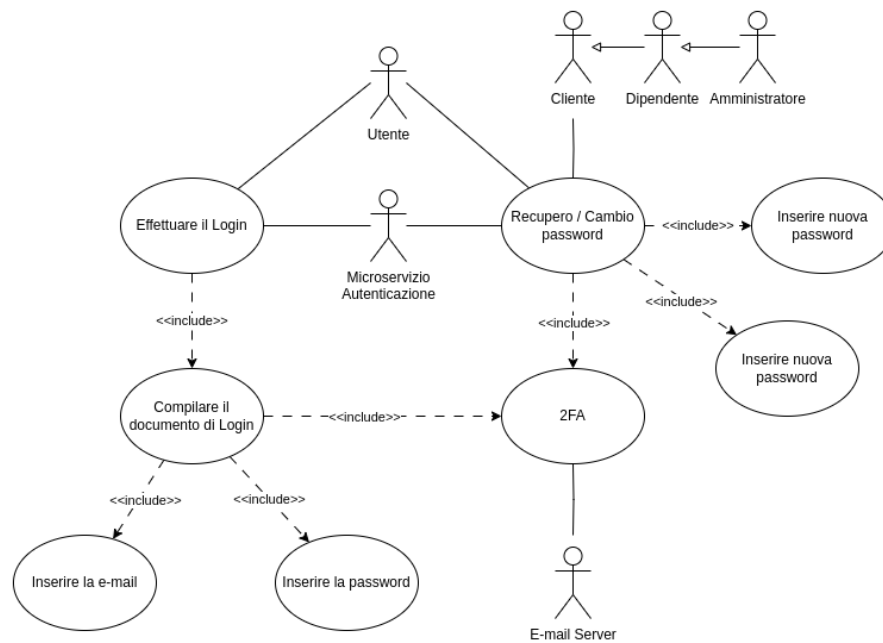 Cliente
Dipendente
Amministratore
Utente
Effettuare il Login
Recupero / Cambio
password
<<include>>
Inserire nuova
password
Microservizio
Autenticazione
<<include>>
<<include>>
<<include>>
Inserire nuova
password
Compilare il
documento di Login
<<include>>
2FA
<<include>>
<<include>>
Inserire la e-mail
Inserire la password
E-mail Server